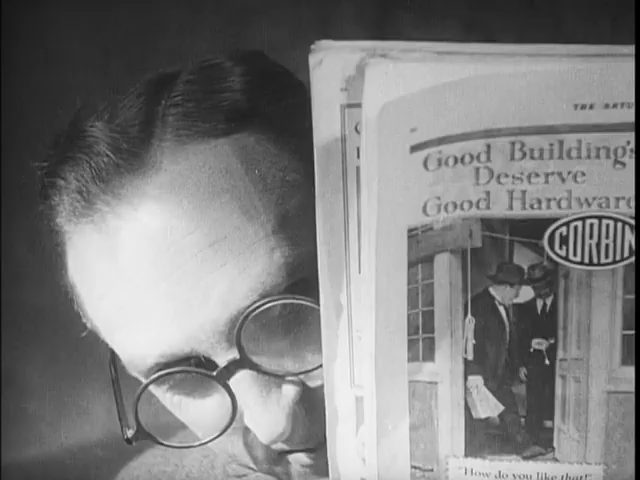 THE SATU
Good Building's
Deserve
Good Hardware
CORBIN
"How do you like that!"